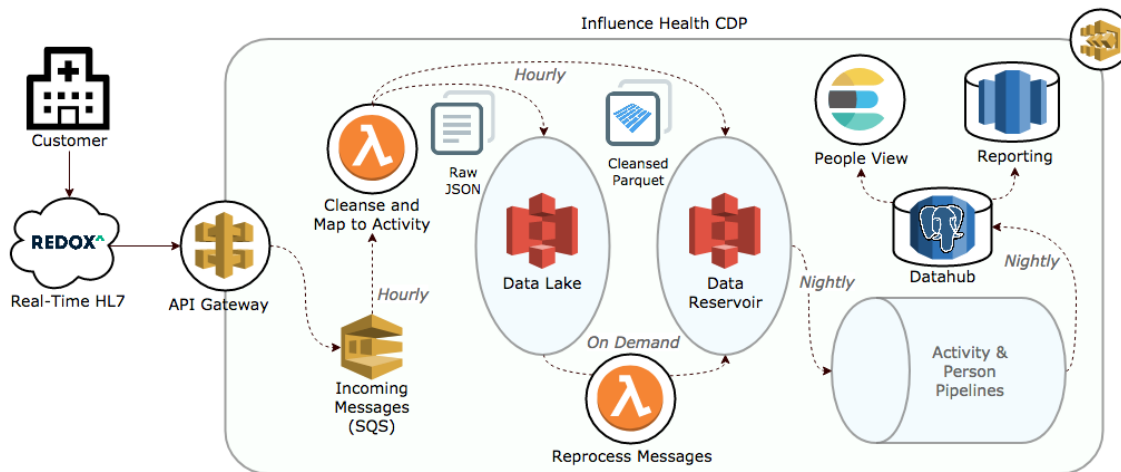 Influence Health CDP
Customer
REDOX^
Real-Time HL7
API Gateway
Hourly
Incoming
Messages
(SQS)
Cleanse and
Map to Activity
Raw
JSON
Hourly
Cleansed
Parquet
Data Lake
Data
Reservoir
On Demand
Reprocess Messages
Nightly
Activity &
Person
Pipelines
Nightly
Datahub
People View
Reporting